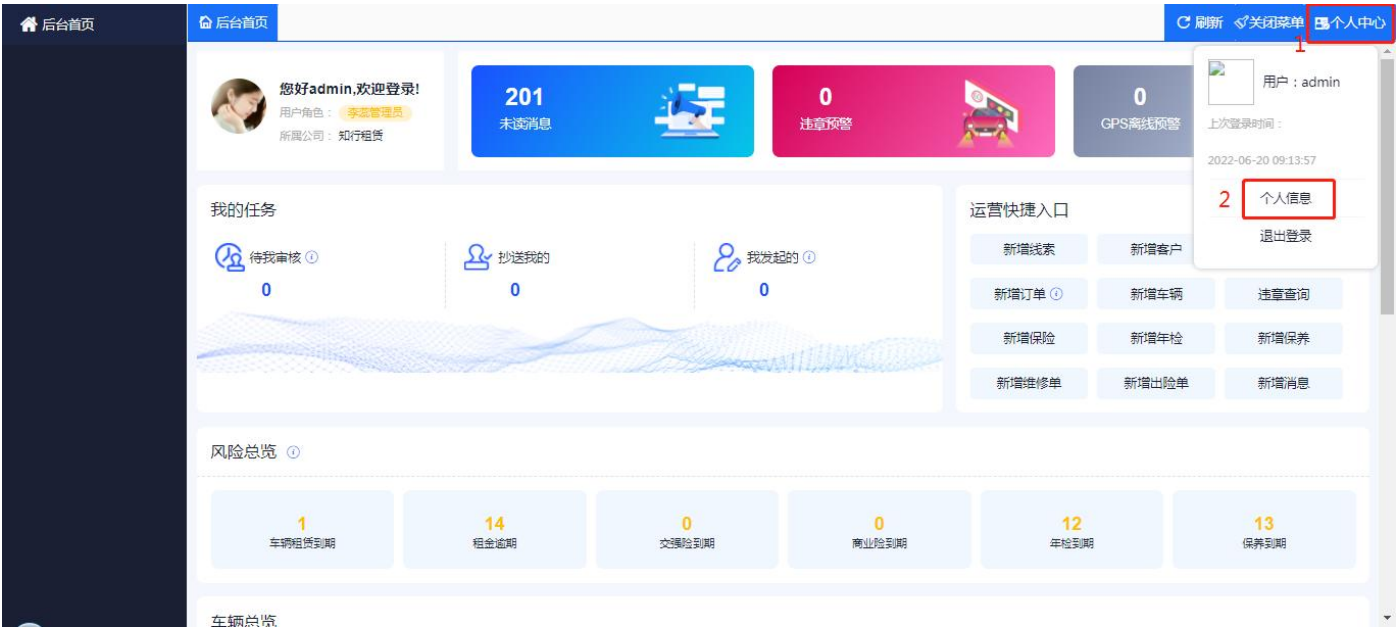 后台首页
后台首页
刷新 关闭菜单 个人中心
1
您好admin,欢迎登录!
用户角色：
所属公司： 知行租赁
201
未读消息
0
违章预警
0
GPS离线预警
用户：admin
上次登录时间：
2022-06-20 09:13:57
2 个人信息
退出登录
我的任务
待我审核
0
抄送我的
0
我发起的
0
运营快捷入口
新增线索 新增客户
新增订单 新增车辆 违章查询
新增保险 新增年检 新增保养
新增维修单 新增出险单 新增消息
风险总览
1
车辆租赁到期
14
租金逾期
0
交强险到期
0
商业险到期
12
年检到期
13
保养到期
车辆总览